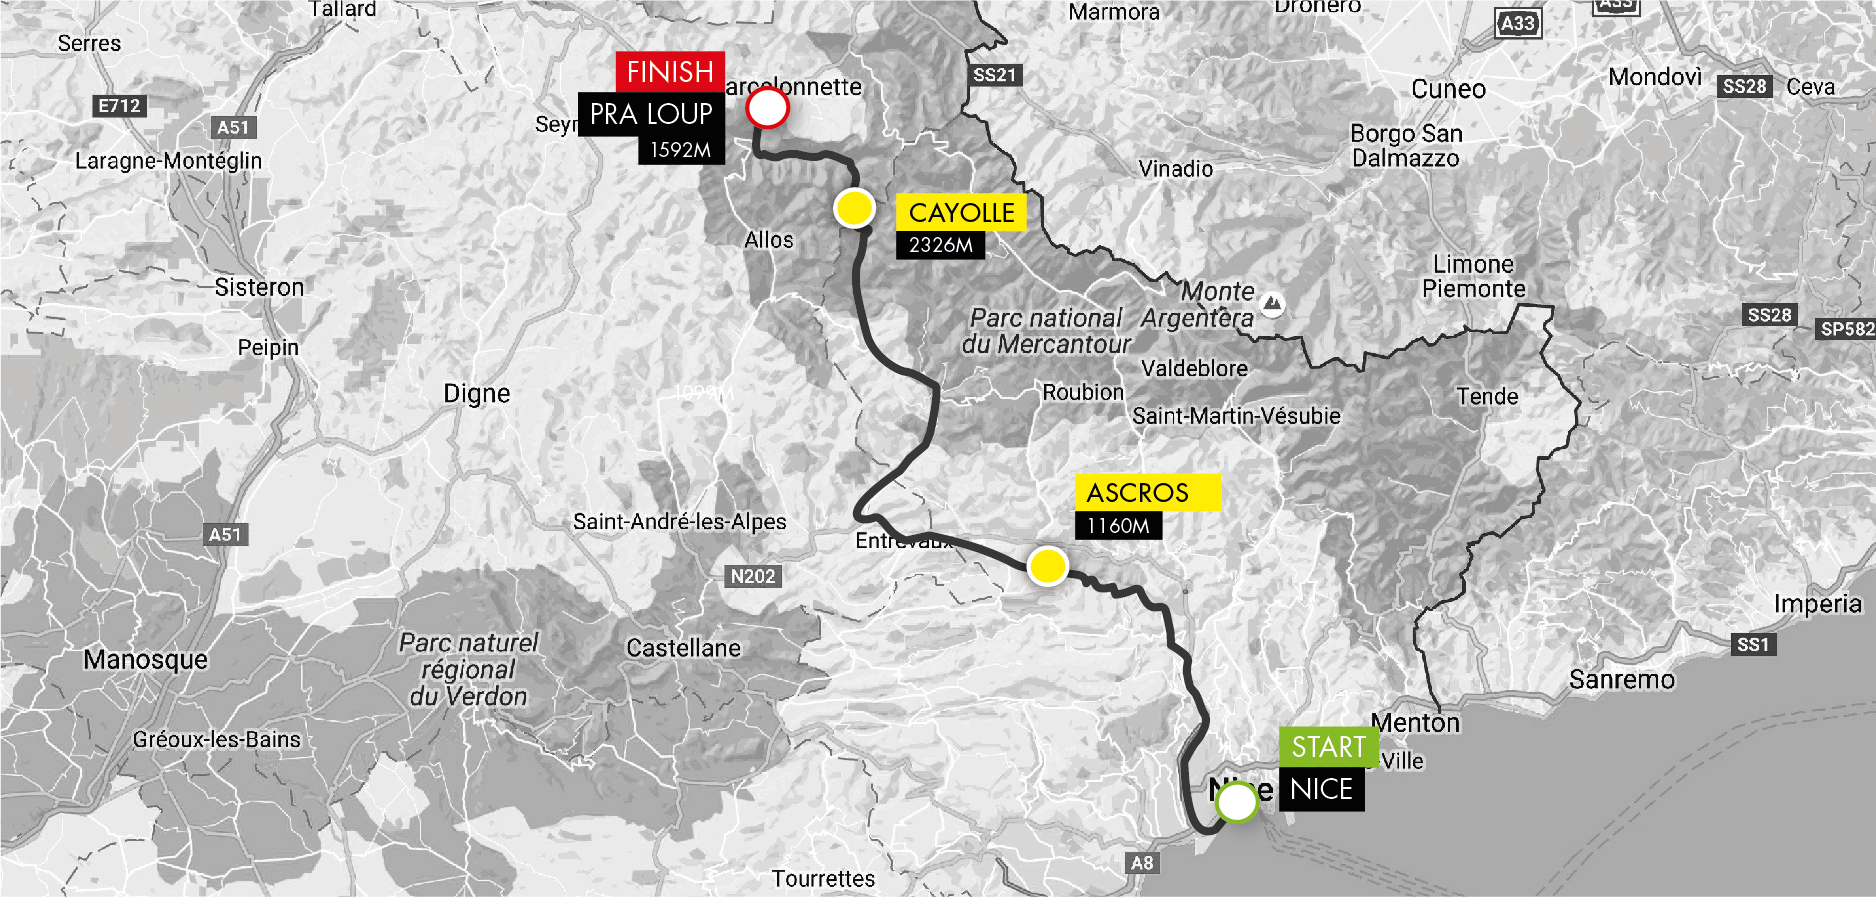 Tallard
Marmora
Dronero
A33
A33
Serres
FINISH
arcelonnette
SS21
Cuneo
Mondovì
SS28
Ceva
E712
A51
PRA LOUP
1592M
Seyn
Borgo San
Dalmazzo
Laragne-Montéglin
Vinadio
CAYOLLE
2326M
Allos
Limone
Piemonte
Sisteron
Monte
Argentera
Parc national
du Mercantour
SS28
SP582
Peipin
Valdeblore
Digne
1099M
Roubion
Tende
Saint-Martin-Vésubie
ASCROS
1160M
Saint-André-les-Alpes
A51
Entrevaux
N202
Imperia
Parc naturel
régional
du Verdon
Castellane
SS1
Manosque
Sanremo
Menton
Gréoux-les-Bains
START
-Ville
NICE
Nice
A8
Tourrettes